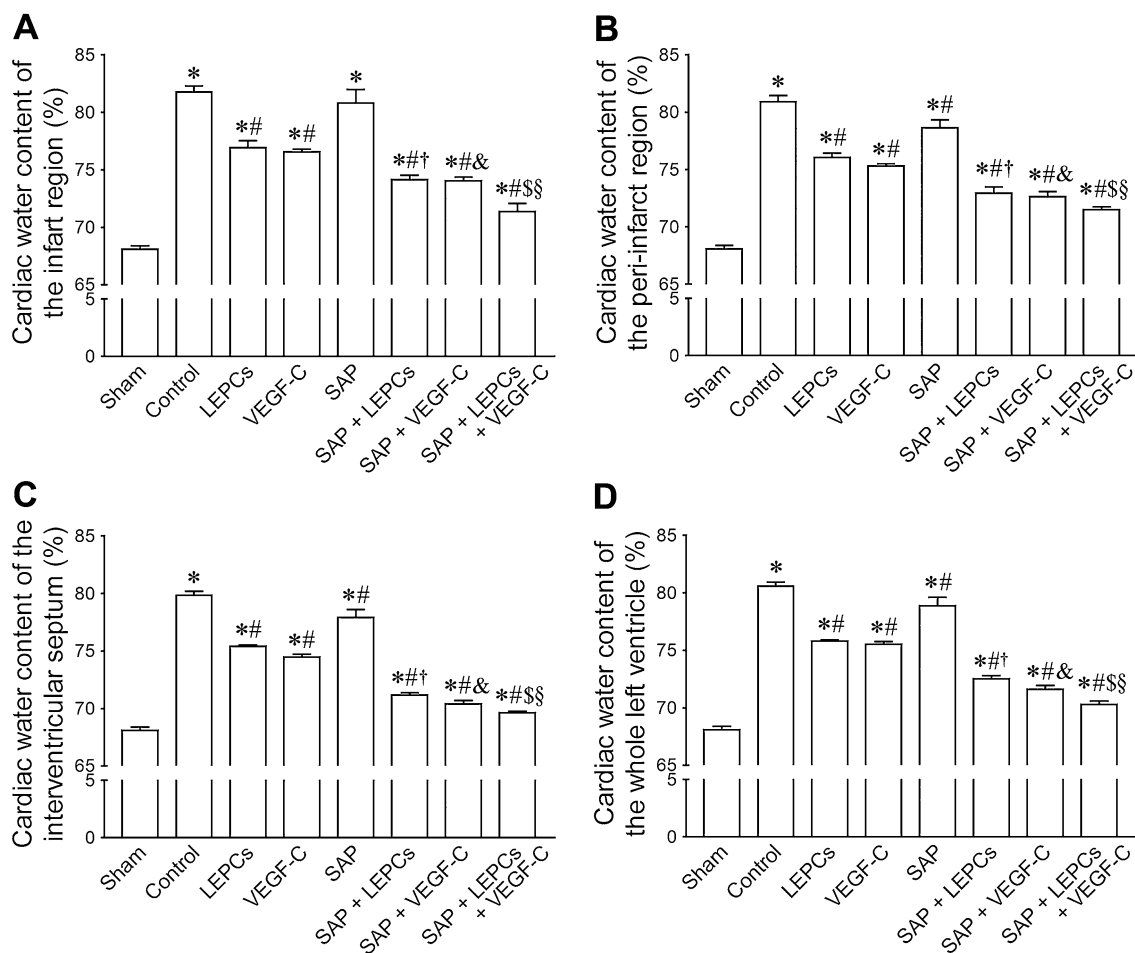 A
Cardiac water content of
the infart region (%)
85
80
75
70
65
5
0
*
*#
*#
*
*#†
*#&
*#$§
Sham
Control
LEPCs
VEGF-C
SAP
SAP + LEPCs
SAP + VEGF-C
SAP + LEPCs
+ VEGF-C
B
Cardiac water content of
the peri-infarct region (%)
85
80
75
70
65
5
0
*
*#
*#
*#
*#†
*#&
*#$§
Sham
Control
LEPCs
VEGF-C
SAP
SAP + LEPCs
SAP + VEGF-C
SAP + LEPCs
+ VEGF-C
C
Cardiac water content of the
interventricular septum (%)
85
80
75
70
65
5
0
*
*#
*#
*#
*#†
*#&
*#$§
Sham
Control
LEPCs
VEGF-C
SAP
SAP + LEPCs
SAP + VEGF-C
SAP + LEPCs
+ VEGF-C
D
Cardiac water content of
the whole left ventricle (%)
85
80
75
70
65
5
0
*
*#
*#
*#
*#†
*#&
*#$§
Sham
Control
LEPCs
VEGF-C
SAP
SAP + LEPCs
SAP + VEGF-C
SAP + LEPCs
+ VEGF-C